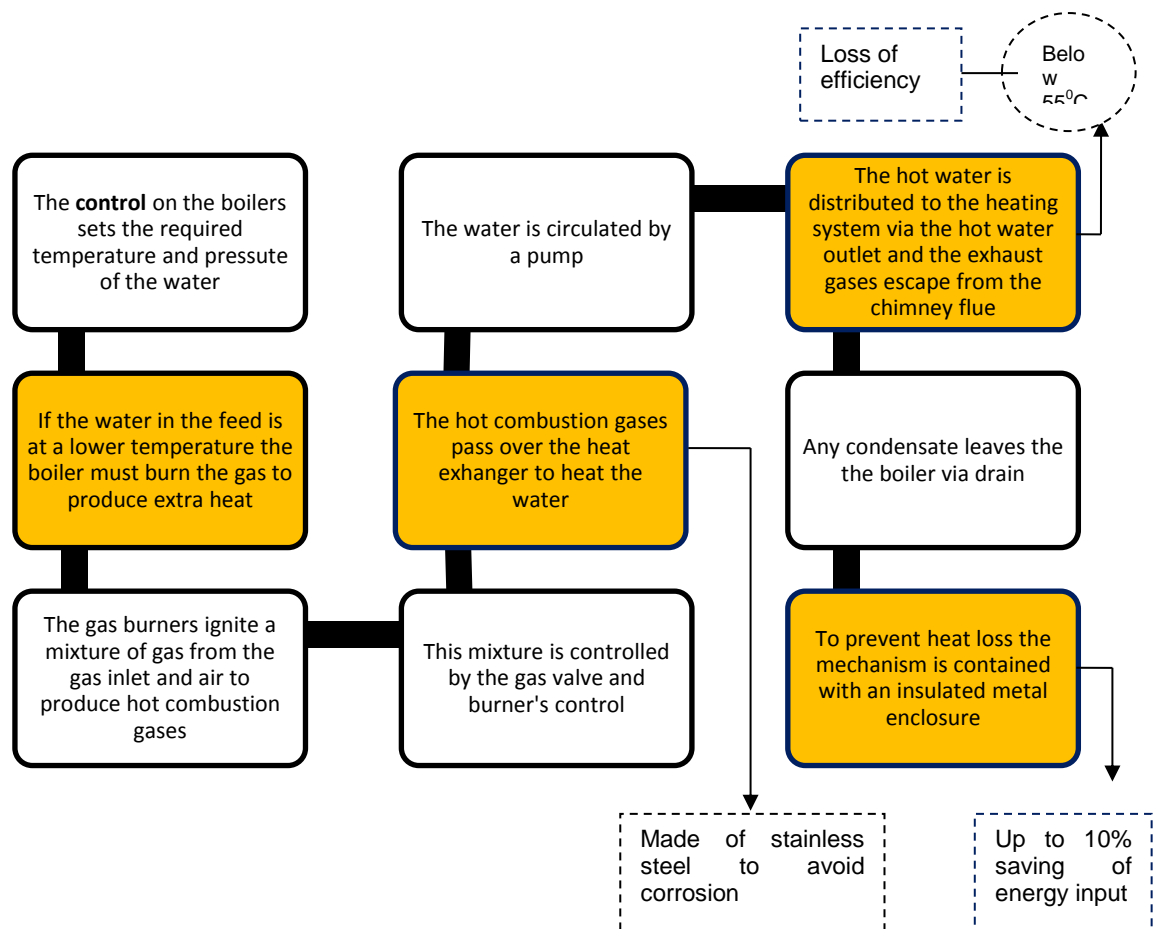 Loss of
efficiency
Belo
w
55⁰C
The control on the boilers
sets the required
temperature and pressute
of the water
If the water in the feed is
at a lower temperature the
boiler must burn the gas to
produce extra heat
The gas burners ignite a
mixture of gas from the
gas inlet and air to
produce hot combustion
gases
This mixture is controlled
by the gas valve and
burner's control
The hot combustion gases
pass over the heat
exhanger to heat the
water
The water is circulated by
a pump
The hot water is
distributed to the heating
system via the hot water
outlet and the exhaust
gases escape from the
chimney flue
Any condensate leaves the
the boiler via drain
To prevent heat loss the
mechanism is contained
with an insulated metal
enclosure
Made of stainless
steel to avoid
corrosion
Up to 10%
saving of
energy input